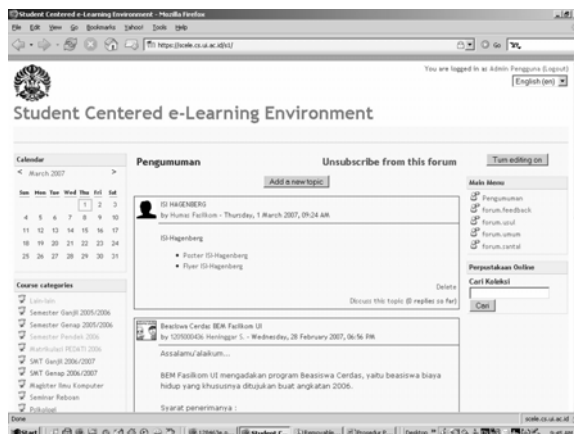 Student Centered e-Learning Environment - Mozilla Firefox
File Edit View Go Bookmarks Yahoo! Tools Help
https://scele.cs.ui.ac.id/s1/
Go
You are logged in as Admin Pengguna (Logout)
English (en)
Student Centered e-Learning Environment
Calendar
< March 2007 >
Sun Mon Tue Wed Thu Fri Sat
1 2 3
4 5 6 7 8 9 10
11 12 13 14 15 16 17
18 19 20 21 22 23 24
25 26 27 28 29 30 31
Course categories
Lain-lain
Semester Ganjil 2005/2006
Semester Genap 2005/2006
Semester Pendek 2006
Matrikulasi PEDATI 2006
SMT Ganjil 2006/2007
SMT Genap 2006/2007
Magister Ilmu Komputer
Seminar Reboan
Psikologi
Pengumuman
Unsubscribe from this forum
Add a new topic
ISI HAGENBERG
by Humas Fasilkom - Thursday, 1 March 2007, 09:24 AM
ISI-Hagenberg
Poster ISI-Hagenberg
Flyer ISI-Hagenberg
Delete
Discuss this topic (0 replies so far)
Beasiswa Cerdas: BEM Fasilkom UI
by 1205000436 Heninggar S. - Wednesday, 28 February 2007, 06:56 PM
Assalamu'alaikum...
BEM Fasilkom UI mengadakan program Beasiswa Cerdas, yaitu beasiswa biaya
hidup yang khususnya ditujukan buat angkatan 2006.
Syarat penerimanya :
Turn editing on
Main Menu
Pengumuman
forum.feedback
forum.usul
forum.umum
forum.santai
Perpustakaan Online
Cari Koleksi
Cari
Done
scele.cs.ui.ac.id
Start
Student C...
Desktop